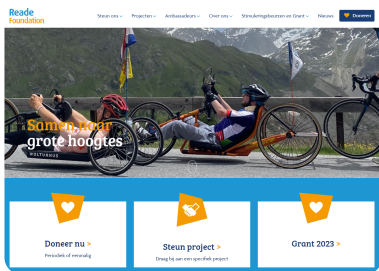 Reade
Foundation
Steun ons
Projecten
Ambassadeurs
Over ons
Stimuleringsbeurzen en Grant
Nieuws
Doneren
Samen naar
grote hoogtes
Doneer nu >
Periodiek of eenmalig
Steun project >
Draag bij aan een specifiek project
Grant 2023 >